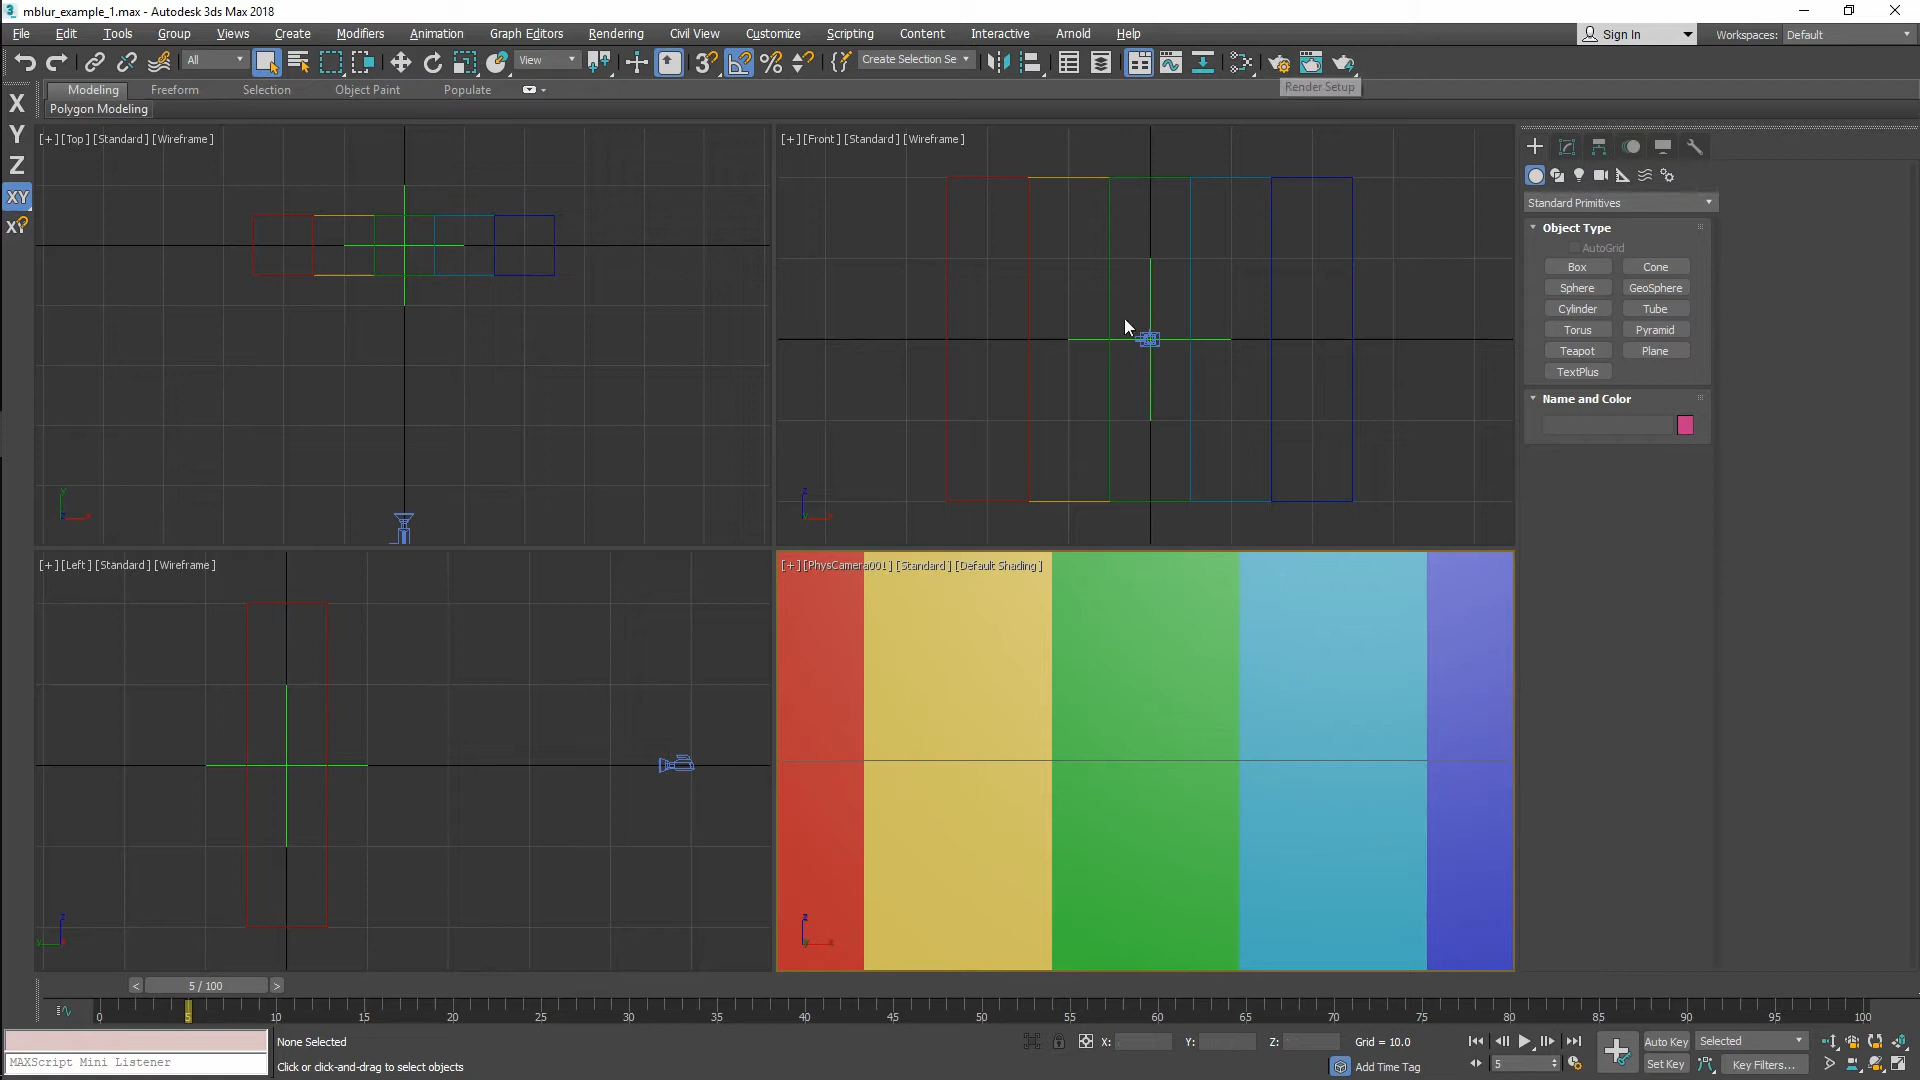 mblur_example_1.max - Autodesk 3ds Max 2018
File Edit Tools Group Views Create Modifiers Animation Graph Editors Rendering Civil View Customize Scripting Content Interactive Arnold Help Sign In Workspaces: Default
All View Create Selection Se
Modeling Freeform Selection Object Paint Populate Render Setup
Polygon Modeling
X
Y
Z
XY
XY
[+] [Top] [Standard] [Wireframe]
[+] [Front] [Standard] [Wireframe]
Standard Primitives
Object Type
AutoGrid
Box Cone
Sphere GeoSphere
Cylinder Tube
Torus Pyramid
Teapot Plane
TextPlus
Name and Color
[+] [Left] [Standard] [Wireframe]
[+] [PhysCamera001] [Standard] [Default Shading]
< 5 / 100 >
0 5 10 15 20 25 30 35 40 45 50 55 60 65 70 75 80 85 90 95 100
None Selected X: Y: Z: Grid = 10.0 Auto Key Selected
MAXScript Mini Listener Click or click-and-drag to select objects Add Time Tag 5 Set Key Key Filters...